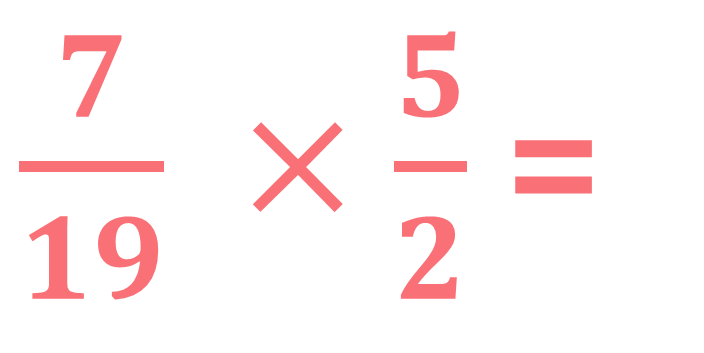 7/19 × 5/2 =